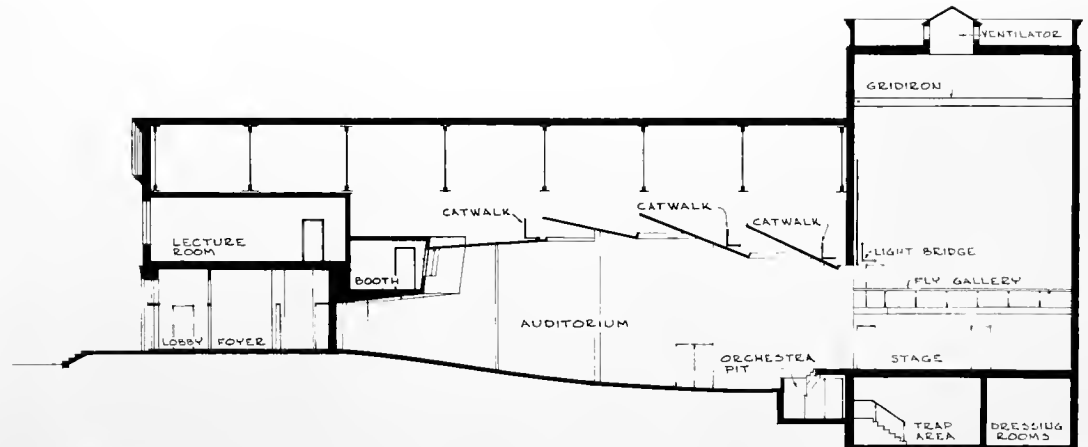 VENTILATOR
GRIDIRON
CATWALK
CATWALK
CATWALK
LECTURE
ROOM
LIGHT BRIDGE
BOOTH
FLY GALLERY
AUDITORIUM
LOBBY FOYER
ORCHESTRA
PIT
STAGE
TRAP
AREA
DRESSING
ROOMS